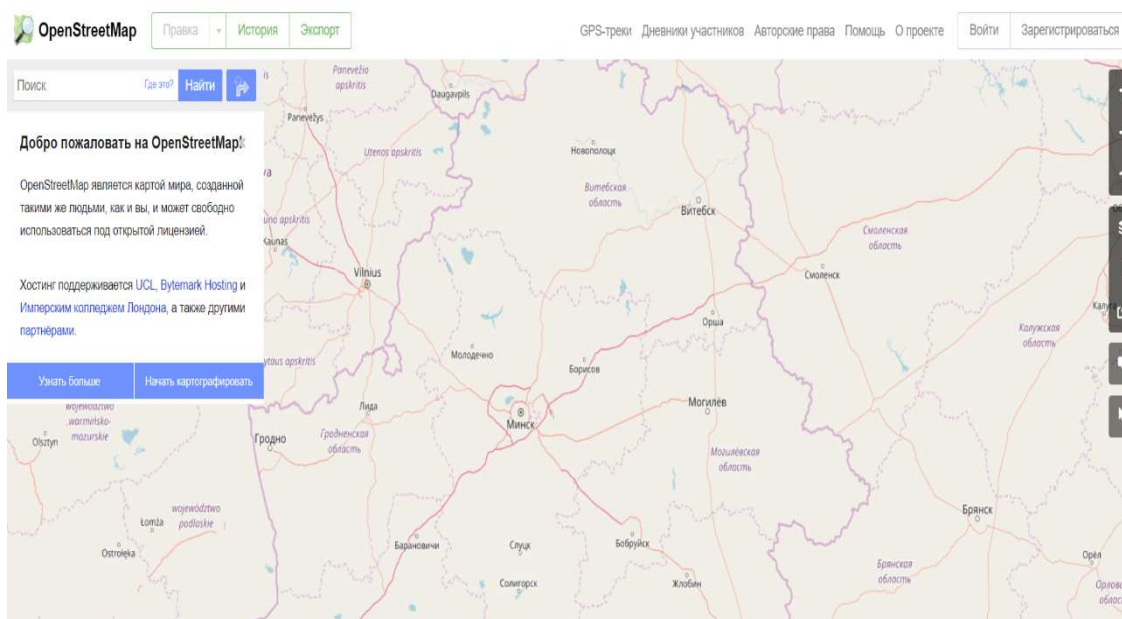 OpenStreetMap
Правка
История
Экспорт
GPS-треки Дневники участников Авторские права Помощь О проекте
Войти
Зарегистрироваться
Поиск
Где это?
Найти
Добро пожаловать на OpenStreetMap!
OpenStreetMap является картой мира, созданной
такими же людьми, как и вы, и может свободно
использоваться под открытой лицензией.
Хостинг поддерживается UCL, Bytemark Hosting и
Имперским колледжем Лондона, а также другими
партнёрами.
Узнать больше
Начать картографировать
Panevėžio
apskritis
Daugavpils
Panevėžys
Utenos apskritis
Новополоцк
Витебская
область
Витебск
Смоленская
область
Kaunas
Vilnius
Смоленск
Калужская
область
Орша
Молодечно
Борисов
Лида
Минск
Могилёв
województwo
warmińsko-
mazurskie
Olsztyn
Гродно
Гродненская
область
Могилёвская
область
województwo
podlaskie
Łomża
Ostrołęka
Барановичи
Слуцк
Бобруйск
Брянск
Орёл
Солигорск
Жлобин
Брянская
область